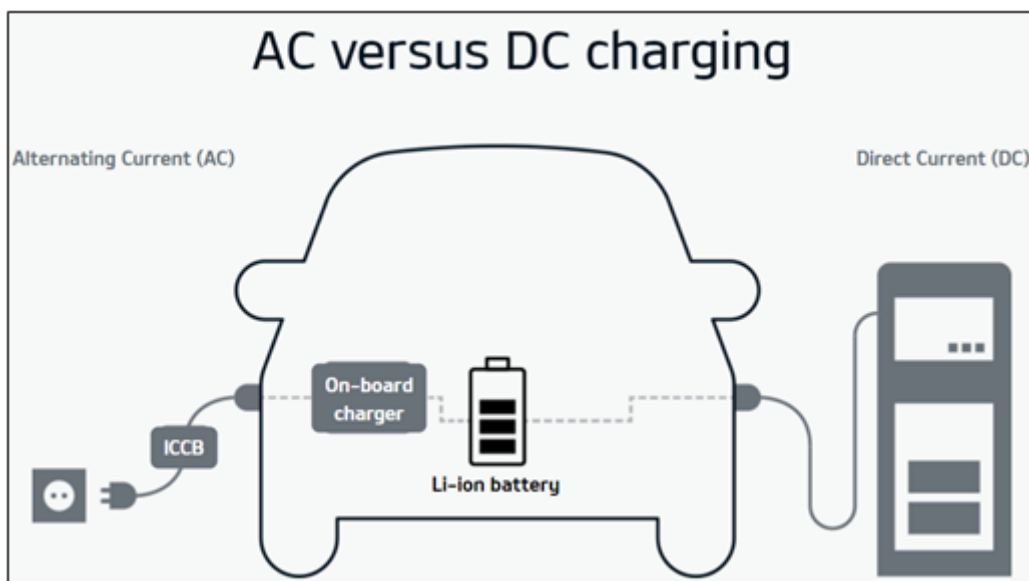 AC versus DC charging
Alternating Current (AC)
Direct Current (DC)
On-board
charger
ICCB
Li-ion battery